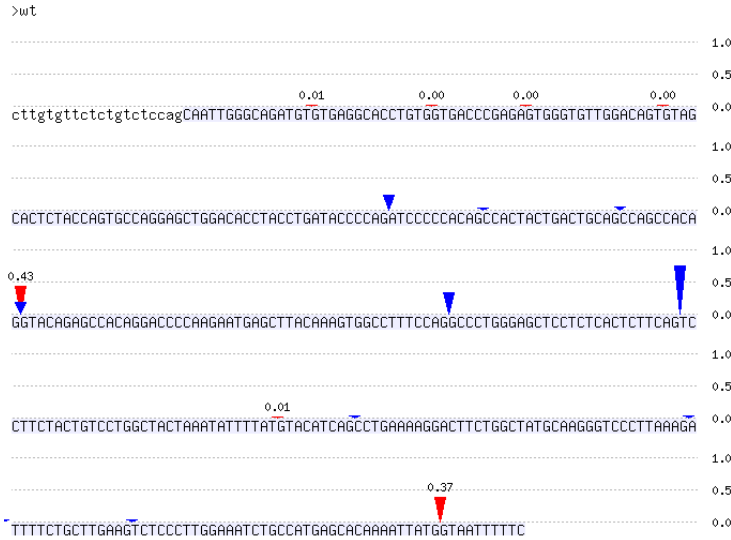 >wt
1.0
0.5
0.01 0.00 0.00 0.00
0.0
cttgtgttctctgtctccagCAATTGGGCAGATGTGTGAGGCACCTGTGGTGACCCGAGAGTGGGTGTTGGACAGTGTAG
1.0
0.5
0.0
CACTCTACCAGTGCCAGGAGCTGGACACCTACCTGATACCCCAGATCCCCCACAGCCACTACTGACTGCAGCCAGCCACA
1.0
0.43
0.5
0.0
GGTACAGAGCCACAGGACCCCAAGAATGAGCTTACAAAGTGGCCTTTCCAGGCCCTGGGAGCTCCTCTCACTCTTCAGTC
1.0
0.5
0.01
0.0
CTTCTACTGTCCTGGCTACTAAATATTTTATGTACATCAGCCTGAAAAGGACTTCTGGCTATGCAAGGGTCCCTTAAAGA
1.0
0.37
0.5
0.0
TTTTCTGCTTGAAGTCTCCCTTGGAAATCTGCCATGAGCACAAAATTATGGTAATTTTTC